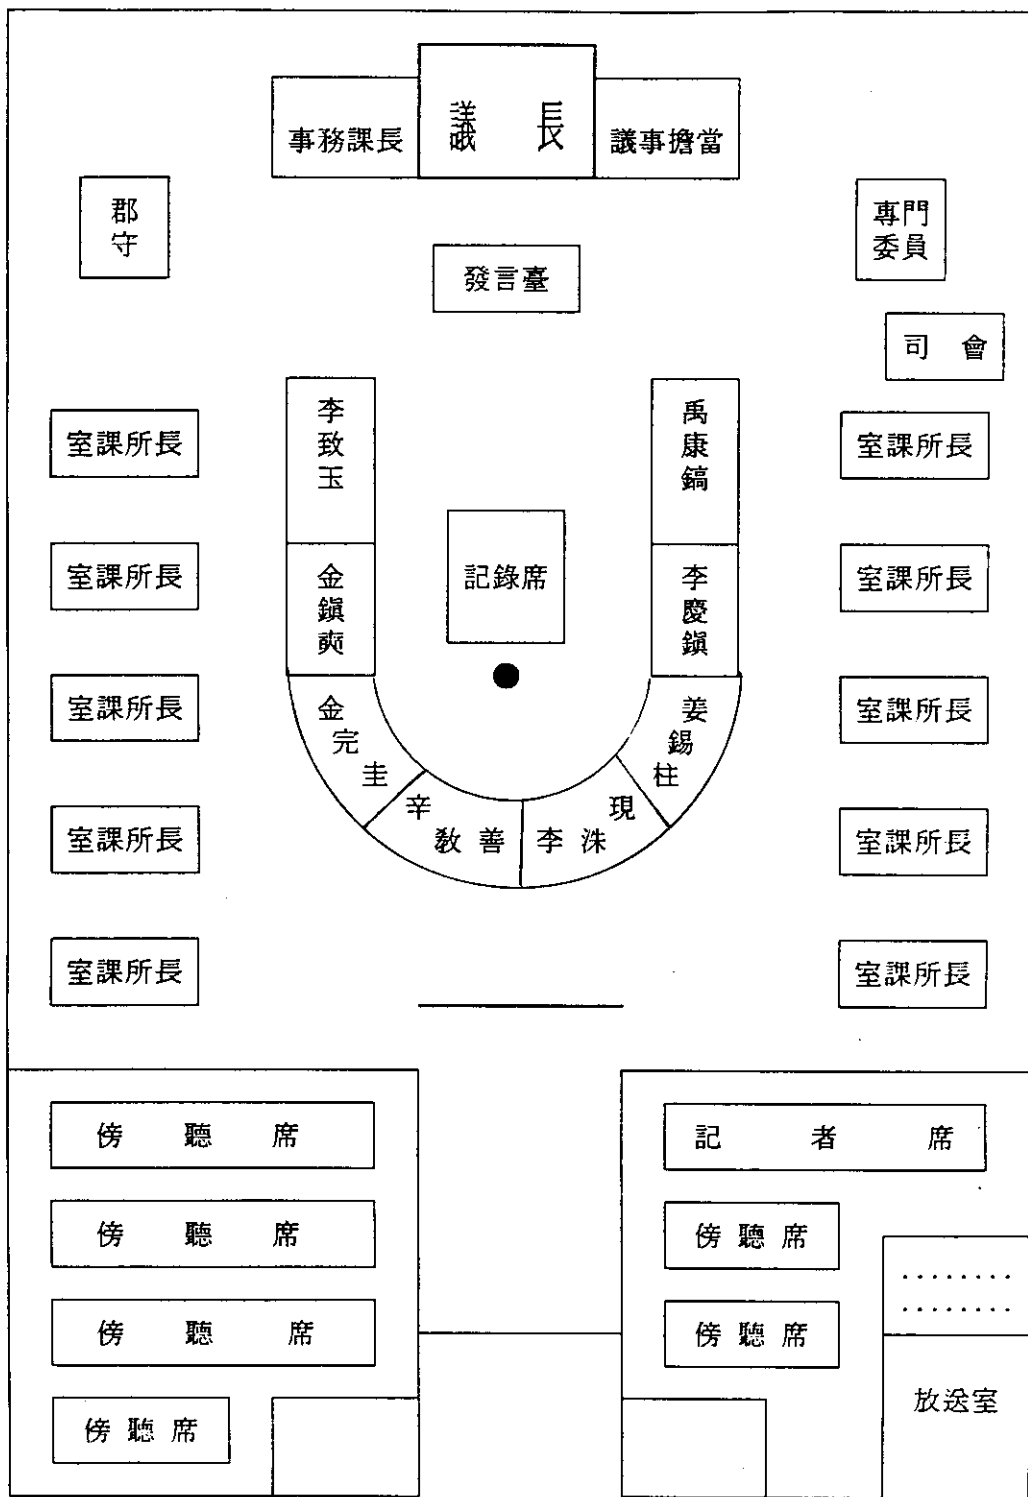 事務課長
議長
議事擔當
郡守
專門
委員
發言臺
司會
李致玉
禹康鎬
室課所長
室課所長
金鎭奭
記錄席
李慶鎭
室課所長
室課所長
金完圭
姜錫柱
室課所長
室課所長
辛敎善
李洙現
室課所長
室課所長
室課所長
室課所長
傍聽席
記者席
傍聽席
傍聽席
傍聽席
傍聽席
傍聽席
放送室